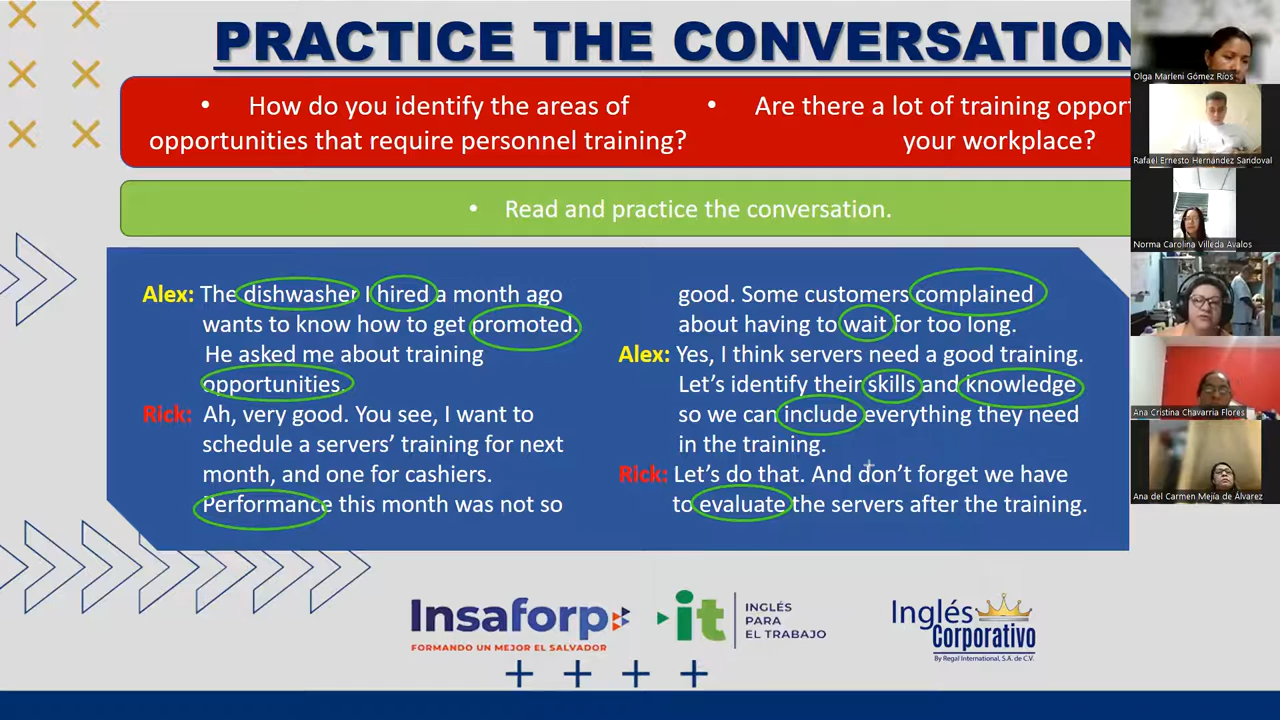 PRACTICE THE CONVERSATION
• How do you identify the areas of
opportunities that require personnel training?
• Are there a lot of training opport
your workplace?
• Read and practice the conversation.
Alex: The dishwasher I hired a month ago
wants to know how to get promoted.
He asked me about training
opportunities.
Rick: Ah, very good. You see, I want to
schedule a servers’ training for next
month, and one for cashiers.
Performance this month was not so
good. Some customers complained
about having to wait for too long.
Alex: Yes, I think servers need a good training.
Let’s identify their skills and knowledge
so we can include everything they need
in the training.
Rick: Let’s do that. And don’t forget we have
to evaluate the servers after the training.
Insaforp
FORMANDO UN MEJOR EL SALVADOR
it
INGLÉS
PARA
EL TRABAJO
Inglés
Corporativo
By Regal International, S.A. de C.V.
Olga Marleni Gómez Ríos
Rafael Ernesto Hernández Sandoval
Norma Carolina Villeda Avalos
Ana Cristina Chavarria Flores
Ana del Carmen Mejía de Álvarez